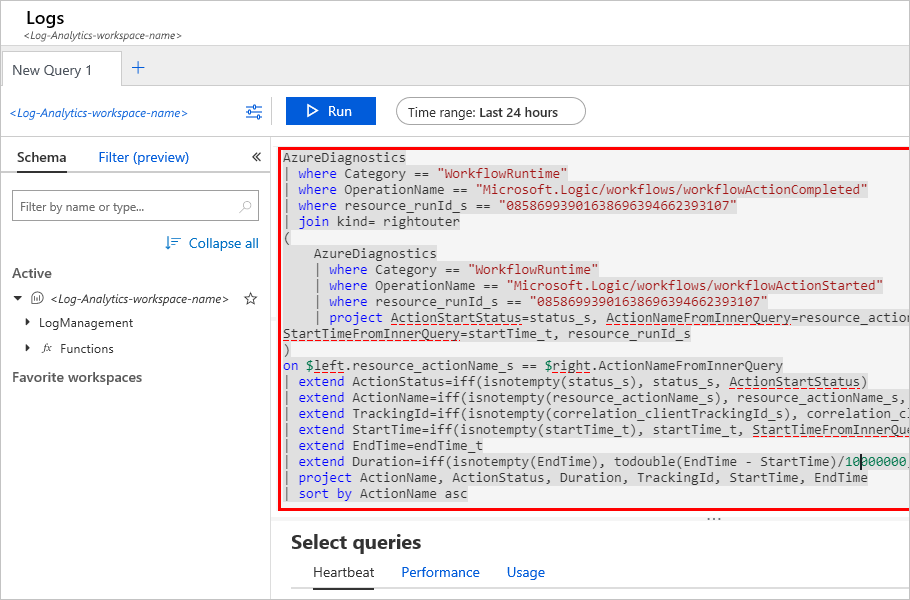 Logs
<Log-Analytics-workspace-name>
New Query 1
<Log-Analytics-workspace-name>
Run
Time range: Last 24 hours
Schema
Filter (preview)
Filter by name or type...
Collapse all
Active
<Log-Analytics-workspace-name>
LogManagement
fx Functions
Favorite workspaces
AzureDiagnostics
| where Category == "WorkflowRuntime"
| where OperationName == "Microsoft.Logic/workflows/workflowActionCompleted"
| where resource_runId_s == "08586993901638696394662393107"
| join kind= rightouter
(
AzureDiagnostics
| where Category == "WorkflowRuntime"
| where OperationName == "Microsoft.Logic/workflows/workflowActionStarted"
| where resource_runId_s == "08586993901638696394662393107"
| project ActionStartStatus=status_s, ActionNameFromInnerQuery=resource_action
StartTimeFromInnerQuery=startTime_t, resource_runId_s
)
on $left.resource_actionName_s == $right.ActionNameFromInnerQuery
| extend ActionStatus=iff(isnotempty(status_s), status_s, ActionStartStatus)
| extend ActionName=iff(isnotempty(resource_actionName_s), resource_actionName_s,
| extend TrackingId=iff(isnotempty(correlation_clientTrackingId_s), correlation_cl
| extend StartTime=iff(isnotempty(startTime_t), startTime_t, StartTimeFromInnerQue
| extend EndTime=endTime_t
| extend Duration=iff(isnotempty(EndTime), todouble(EndTime - StartTime)/10000000,
| project ActionName, ActionStatus, Duration, TrackingId, StartTime, EndTime
| sort by ActionName asc
Select queries
Heartbeat
Performance
Usage